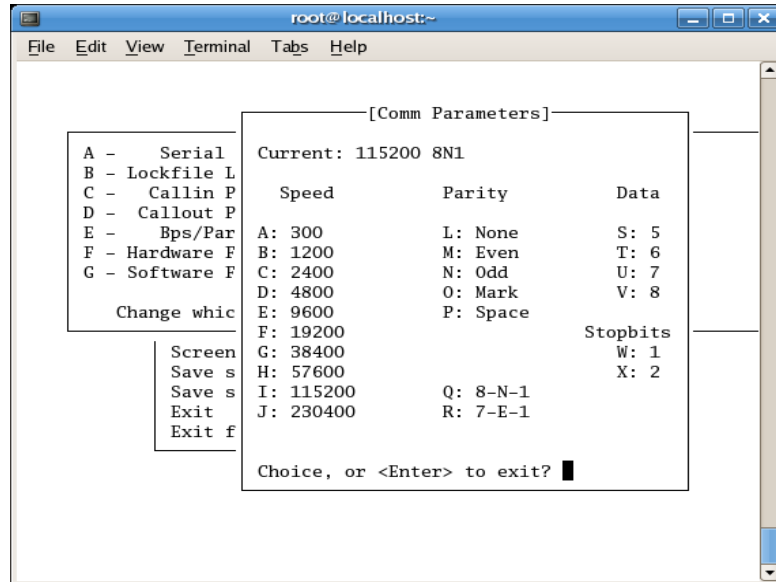 root@localhost:~
File Edit View Terminal Tabs Help
A - Serial
B - Lockfile L
C - Callin P
D - Callout P
E - Bps/Par
F - Hardware F
G - Software F
Change whic
Screen
Save s
Save s
Exit
Exit f
[Comm Parameters]
Current: 115200 8N1
Speed Parity Data
A: 300 L: None S: 5
B: 1200 M: Even T: 6
C: 2400 N: Odd U: 7
D: 4800 O: Mark V: 8
E: 9600 P: Space
F: 19200 Stopbits
G: 38400 W: 1
H: 57600 X: 2
I: 115200 Q: 8-N-1
J: 230400 R: 7-E-1
Choice, or <Enter> to exit?